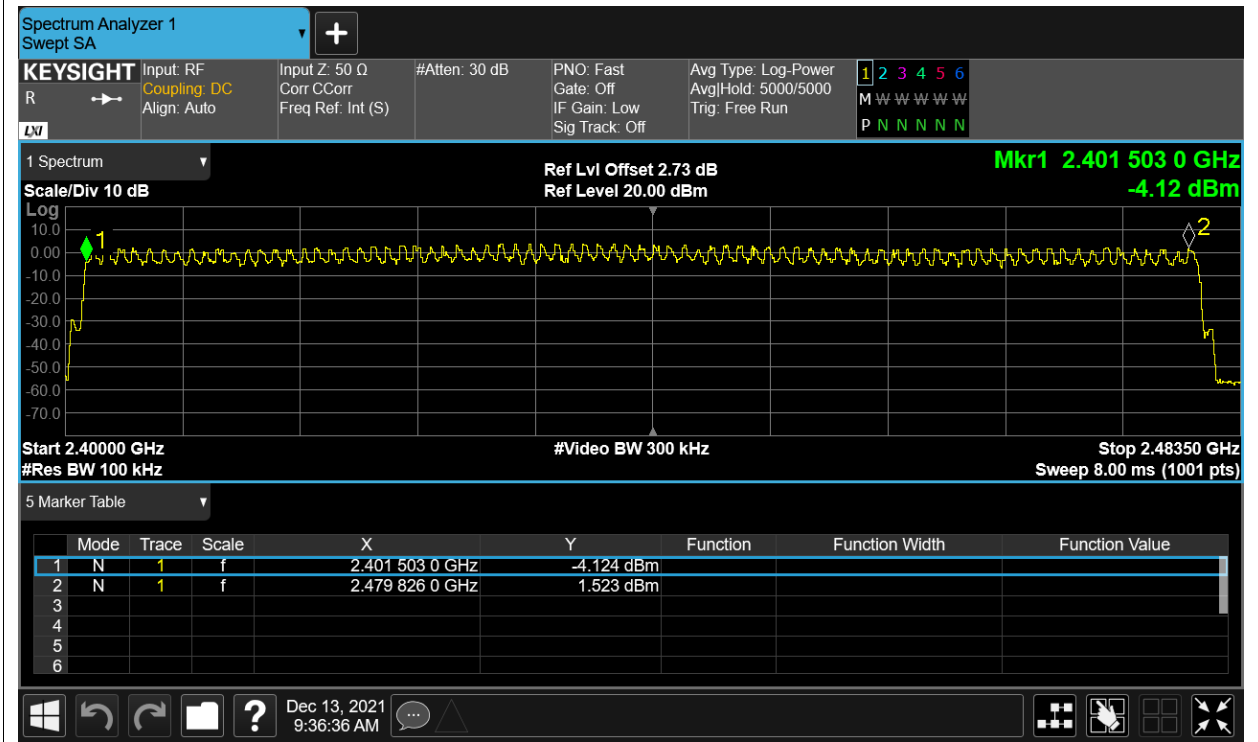 Spectrum Analyzer 1
Swept SA
KEYSIGHT Input: RF Input Z: 50 Ω #Atten: 30 dB PNO: Fast Avg Type: Log-Power 1 2 3 4 5 6
R Coupling: DC Corr CCorr Gate: Off Avg|Hold: 5000/5000 M W W W W W
Align: Auto Freq Ref: Int (S) IF Gain: Low Trig: Free Run
LXI Sig Track: Off P N N N N N
1 Spectrum Ref Lvl Offset 2.73 dB Mkr1 2.401 503 0 GHz
Scale/Div 10 dB Ref Level 20.00 dBm -4.12 dBm
Log
10.0
0.00
-10.0
-20.0
-30.0
-40.0
-50.0
-60.0
-70.0
1
2
Start 2.40000 GHz #Video BW 300 kHz Stop 2.48350 GHz
#Res BW 100 kHz Sweep 8.00 ms (1001 pts)
5 Marker Table
Mode Trace Scale X Y Function Function Width Function Value
1 N 1 f 2.401 503 0 GHz -4.124 dBm
2 N 1 f 2.479 826 0 GHz 1.523 dBm
3
4
5
6
? Dec 13, 2021
9:36:36 AM